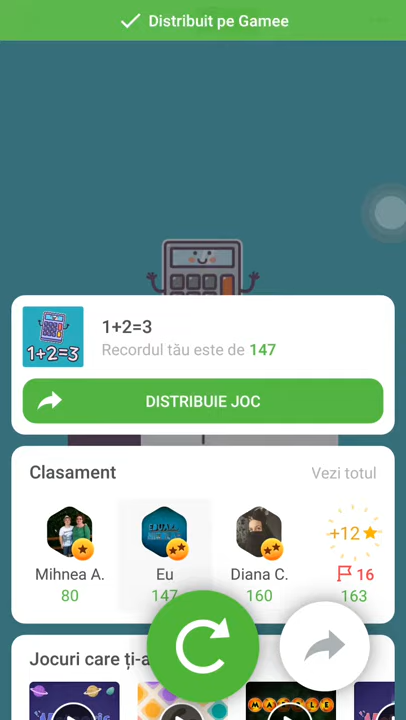 Distribuit pe Gamee
1+2=3
1+2=3
Recordul tău este de 147
DISTRIBUIE JOC
Clasament
Vezi totul
+12
16
Mihnea A.
Eu
Diana C.
80
147
160
163
Jocuri care ți-a